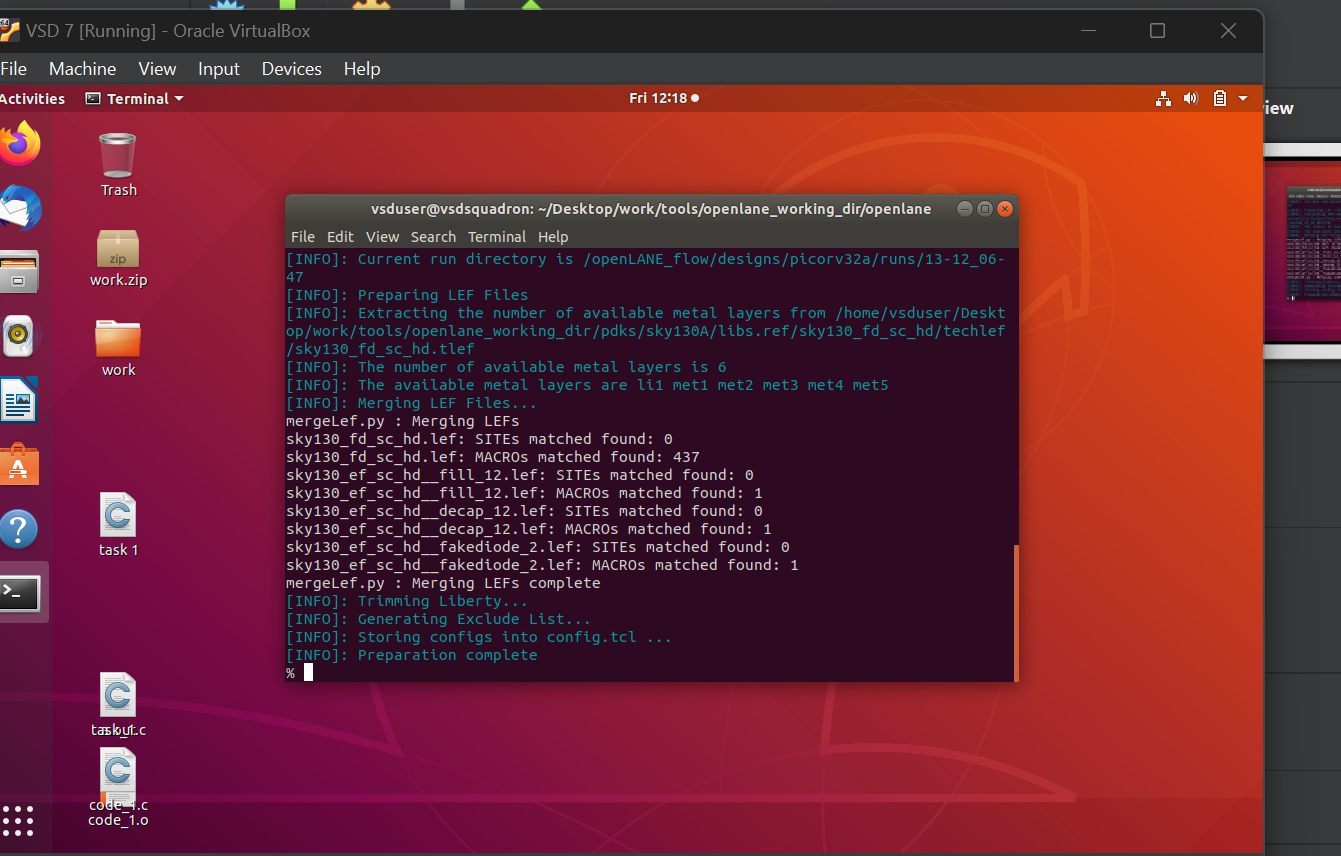 VSD 7 [Running] - Oracle VirtualBox
File Machine View Input Devices Help
Activities Terminal Fri 12:18
iew
Trash
zip
work.zip
work
task 1
code_1.c
code_1.o
vsduser@vsdsquadron: ~/Desktop/work/tools/openlane_working_dir/openlane
File Edit View Search Terminal Help
[INFO]: Current run directory is /openLANE_flow/designs/picorv32a/runs/13-12_06-
47
[INFO]: Preparing LEF Files
[INFO]: Extracting the number of available metal layers from /home/vsduser/Deskt
op/work/tools/openlane_working_dir/pdks/sky130A/libs.ref/sky130_fd_sc_hd/techlef
/sky130_fd_sc_hd.tlef
[INFO]: The number of available metal layers is 6
[INFO]: The available metal layers are li1 met1 met2 met3 met4 met5
[INFO]: Merging LEF Files...
mergeLef.py : Merging LEFs
sky130_fd_sc_hd.lef: SITEs matched found: 0
sky130_fd_sc_hd.lef: MACROs matched found: 437
sky130_ef_sc_hd__fill_12.lef: SITEs matched found: 0
sky130_ef_sc_hd__fill_12.lef: MACROs matched found: 1
sky130_ef_sc_hd__decap_12.lef: SITEs matched found: 0
sky130_ef_sc_hd__decap_12.lef: MACROs matched found: 1
sky130_ef_sc_hd__fakediode_2.lef: SITEs matched found: 0
sky130_ef_sc_hd__fakediode_2.lef: MACROs matched found: 1
mergeLef.py : Merging LEFs complete
[INFO]: Trimming Liberty...
[INFO]: Generating Exclude List...
[INFO]: Storing configs into config.tcl ...
[INFO]: Preparation complete
%